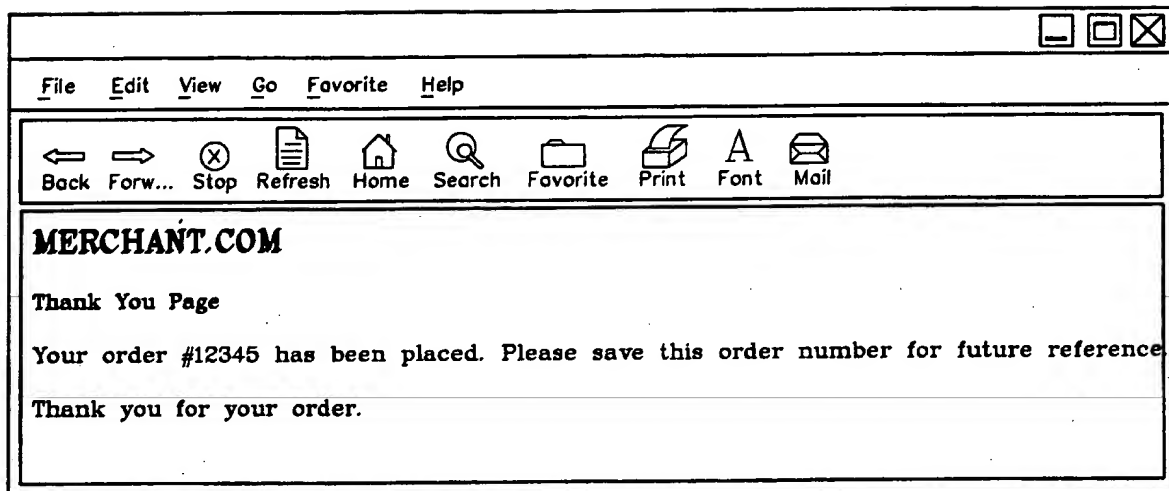 File Edit View Go Favorite Help
Back Forw... Stop Refresh Home Search Favorite Print Font Mail
MERCHANT.COM
Thank You Page
Your order #12345 has been placed. Please save this order number for future reference.
Thank you for your order.